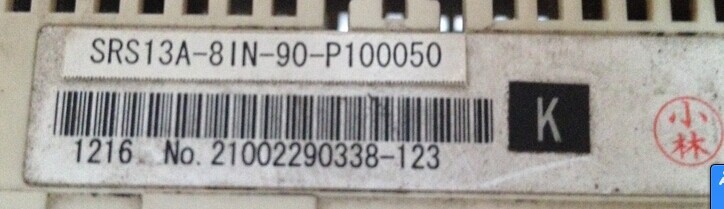 SRS13A-8IN-90-P100050
K
1216 No. 21002290338-123
小林